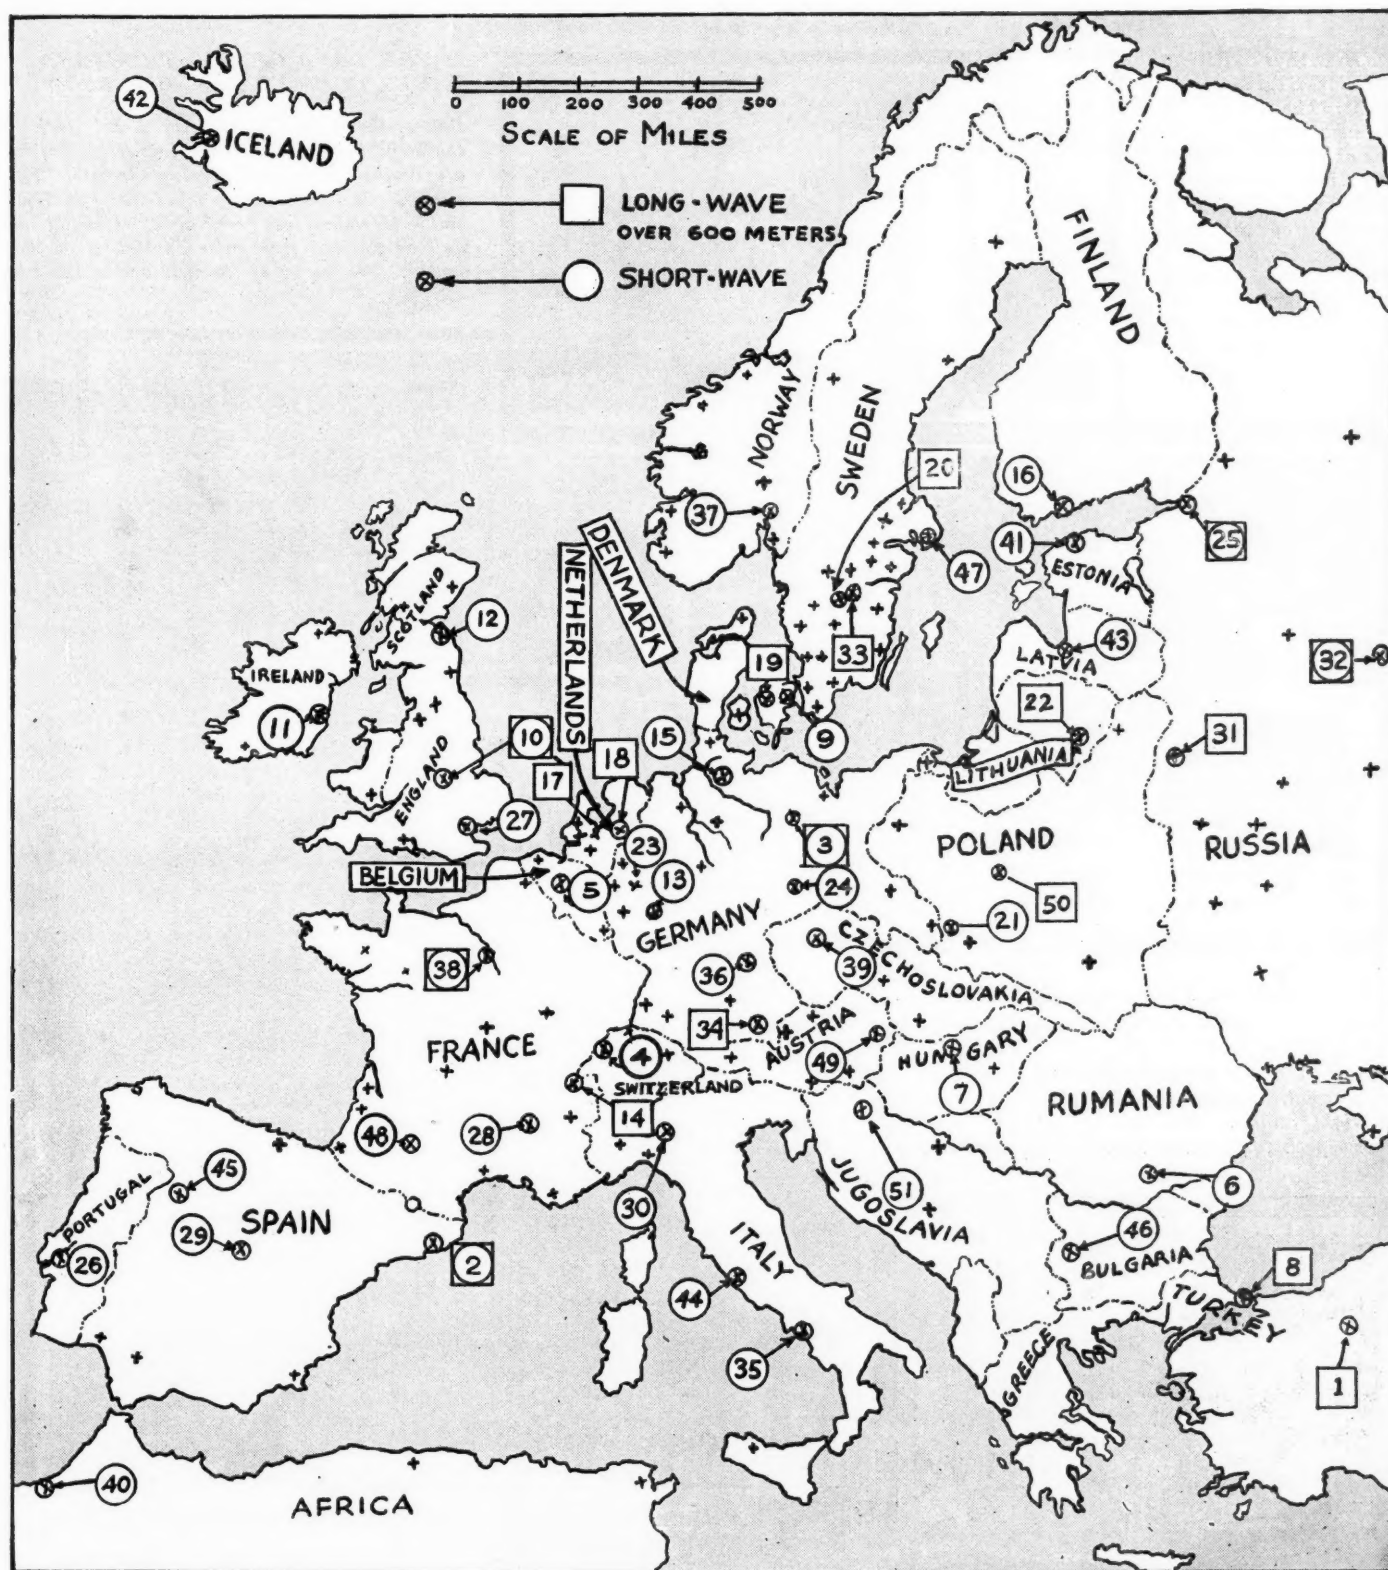 0 100 200 300 400 500
SCALE OF MILES
42
ICELAND
LONG-WAVE
OVER 600 METERS
SHORT-WAVE
FINLAND
NORWAY
SWEDEN
20
16
37
25
41
ESTONIA
47
DENMARK
NETHERLANDS
SCOTLAND
12
43
LATVIA
33
32
19
IRELAND
22
11
10
15
9
31
18
17
LITHUANIA
ENGLAND
27
23
3
POLAND
RUSSIA
BELGIUM
5
13
24
50
21
GERMANY
CZECHOSLOVAKIA
38
36
39
34
AUSTRIA
FRANCE
4
49
HUNGARY
SWITZERLAND
7
RUMANIA
14
48
28
45
51
6
PORTUGAL
SPAIN
30
JUGOSLAVIA
46
29
ITALY
26
2
BULGARIA
8
44
TURKEY
35
GREECE
1
40
AFRICA